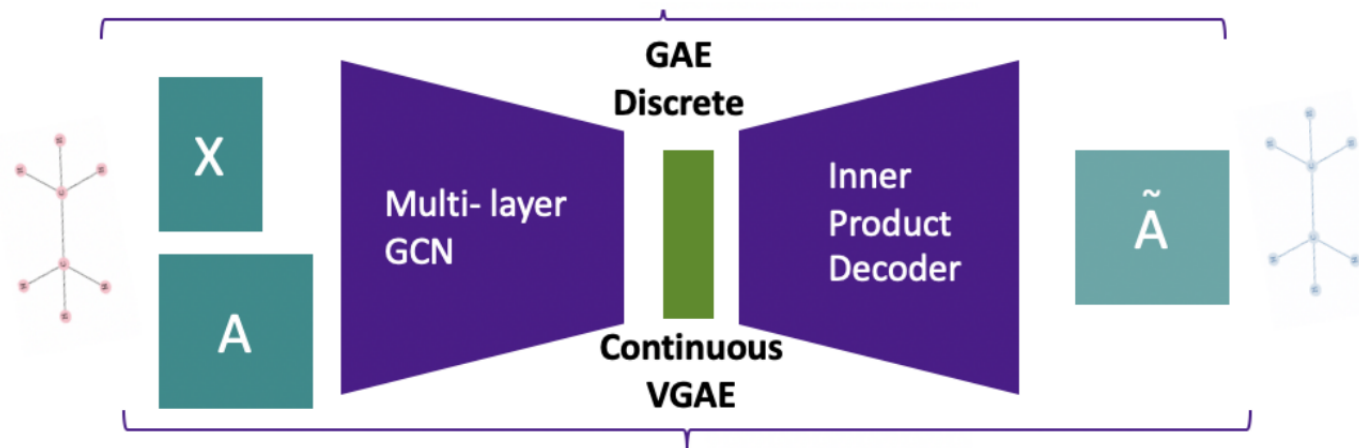 GAE
Discrete
X
A
Multi- layer
GCN
Continuous
VGAE
Inner
Product
Decoder
Ã